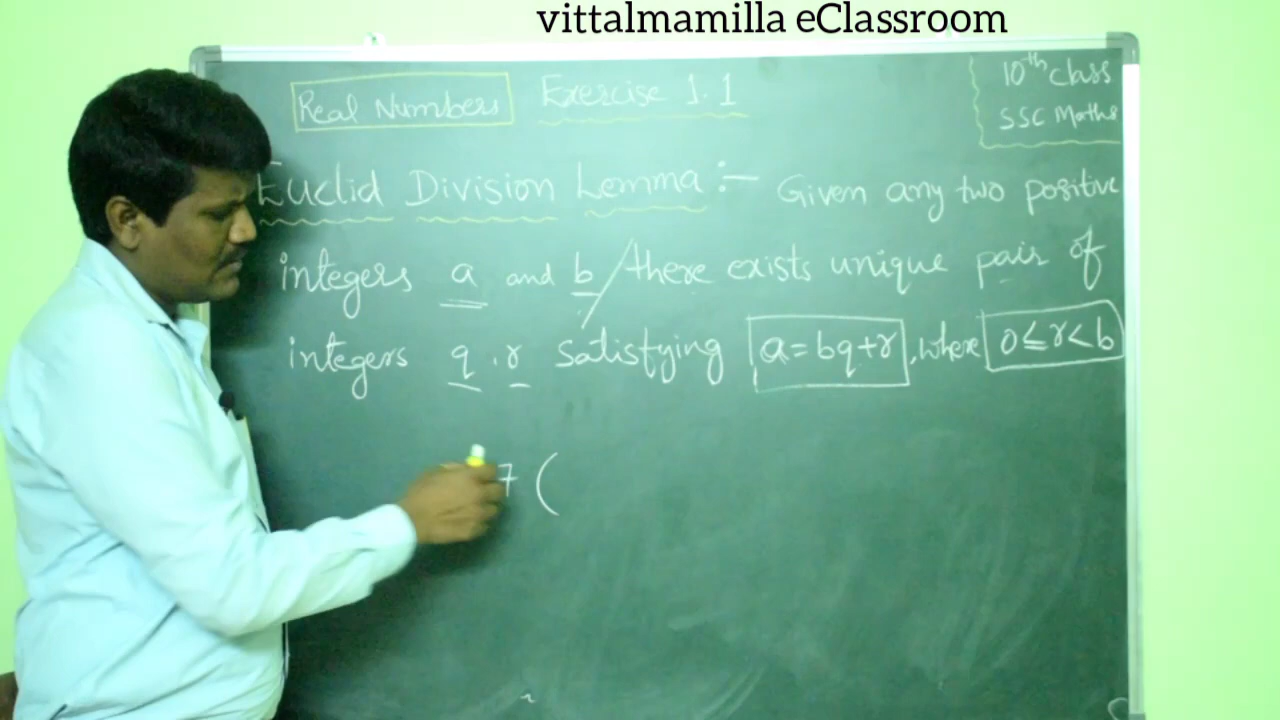 vittalmamilla eClassroom
Real Numbers Exercise 1.1
10th class
SSC Maths
Euclid Division Lemma :- Given any two positive
integers a and b / there exists unique pair of
integers q, r satisfying a = bq + r, where 0 ≤ r < b
7 (